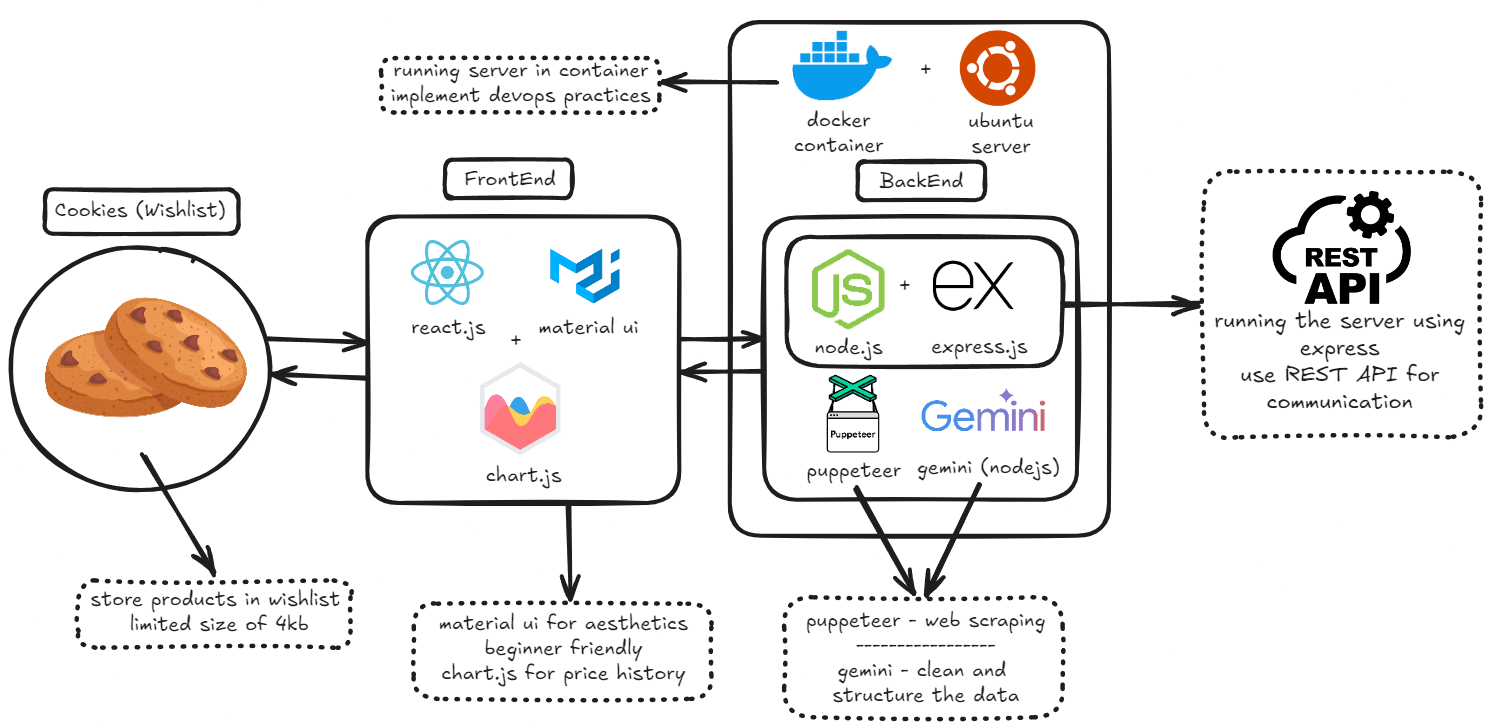 running server in container
implement devops practices
docker
container
+
ubuntu
server
FrontEnd
BackEnd
Cookies (Wishlist)
react.js
+
material ui
chart.js
JS
+
ex
node.js
express.js
Puppeteer
Gemini
puppeteer
gemini (nodejs)
REST
API
running the server using
express
use REST API for
communication
store products in wishlist
limited size of 4kb
material ui for aesthetics
beginner friendly
chart.js for price history
puppeteer - web scraping
-----------------
gemini - clean and
structure the data